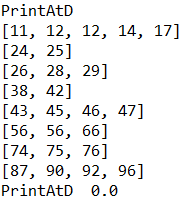 PrintAtD
[11, 12, 12, 14, 17]
[24, 25]
[26, 28, 29]
[38, 42]
[43, 45, 46, 47]
[56, 56, 66]
[74, 75, 76]
[87, 90, 92, 96]
PrintAtD  0.0